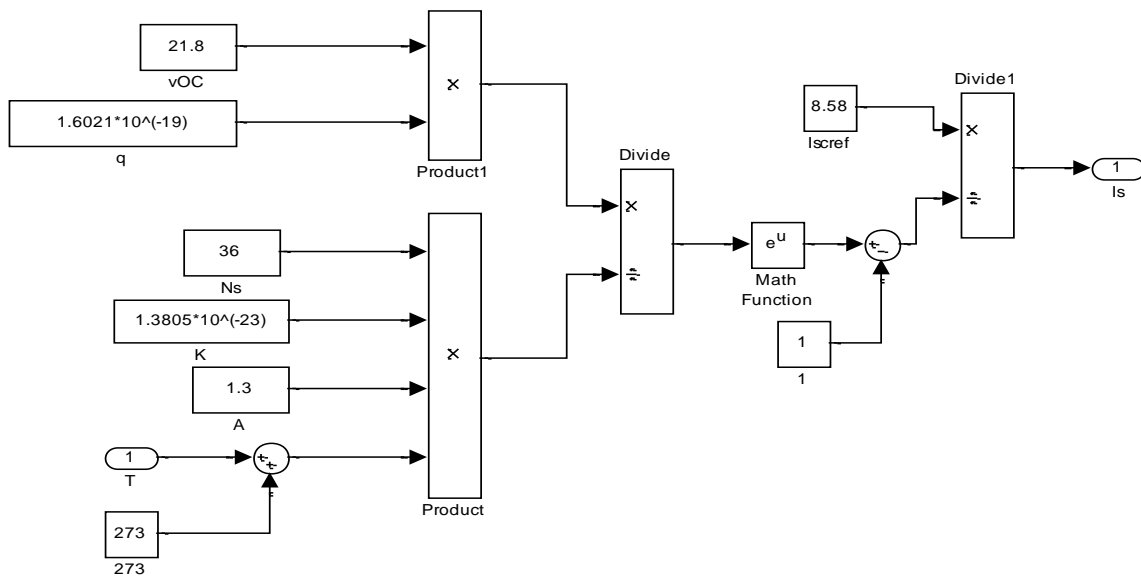 21.8
vOC
1.6021*10^(-19)
q
×
Product1
36
Ns
1.3805*10^(-23)
K
1.3
A
1
T
273
273
×
Product
Divide
×
÷
e^u
Math
Function
1
1
8.58
Iscref
Divide1
×
÷
1
Is